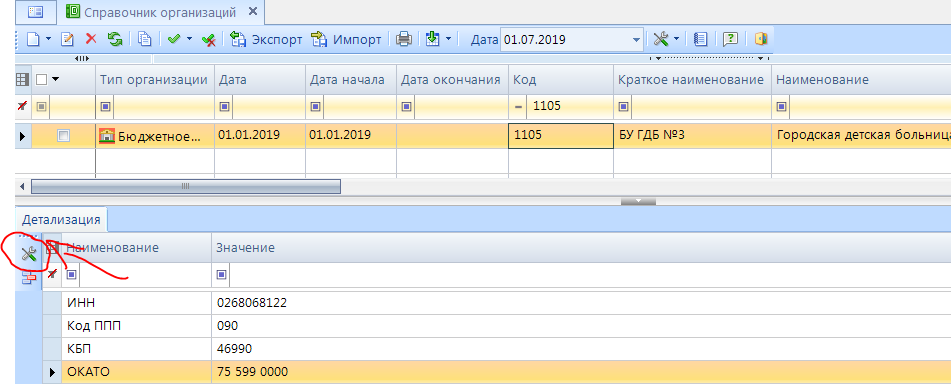 Справочник организаций
Экспорт Импорт Дата 01.07.2019
Тип организации Дата Дата начала Дата окончания Код Краткое наименование Наименование
1105
Бюджетное... 01.01.2019 01.01.2019 1105 БУ ГДБ №3 Городская детская больница
Детализация
Наименование Значение
ИНН 0268068122
Код ППП 090
КБП 46990
ОКАТО 75 599 0000